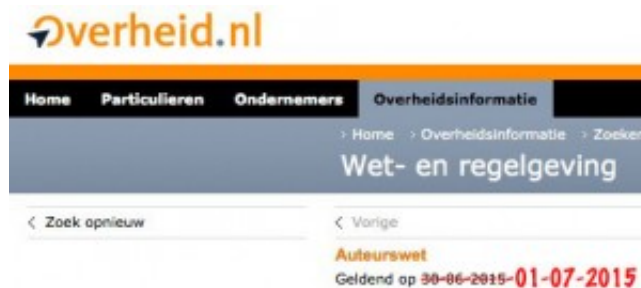 Overheid.nl
Home Particulieren Ondernemers Overheidsinformatie
› Home › Overheidsinformatie › Zoeken
Wet- en regelgeving
< Zoek opnieuw
< Vorige
Auteurswet
Geldend op 30-06-2015 01-07-2015